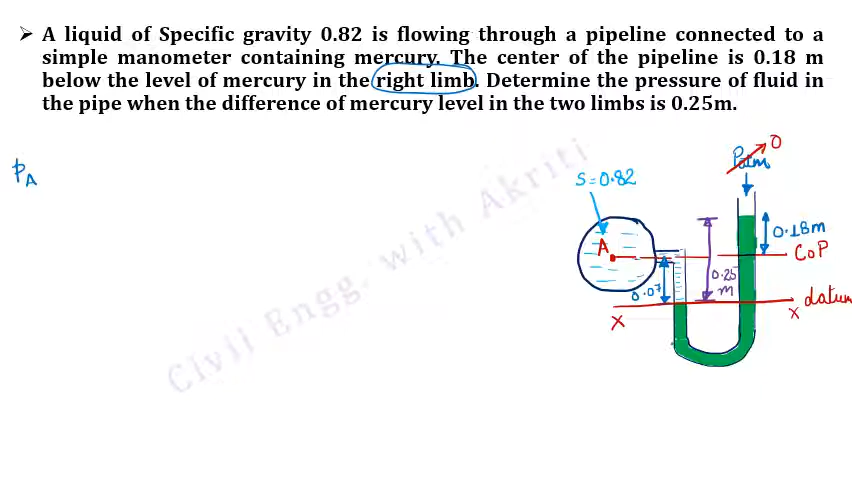 ➢ A liquid of Specific gravity 0.82 is flowing through a pipeline connected to a
simple manometer containing mercury. The center of the pipeline is 0.18 m
below the level of mercury in the right limb. Determine the pressure of fluid in
the pipe when the difference of mercury level in the two limbs is 0.25m.
PA
Patm 0
S=0.82
0.18m
A
COP
0.25
m
0.07
datum
X
X
Civil Engg. with Akriti